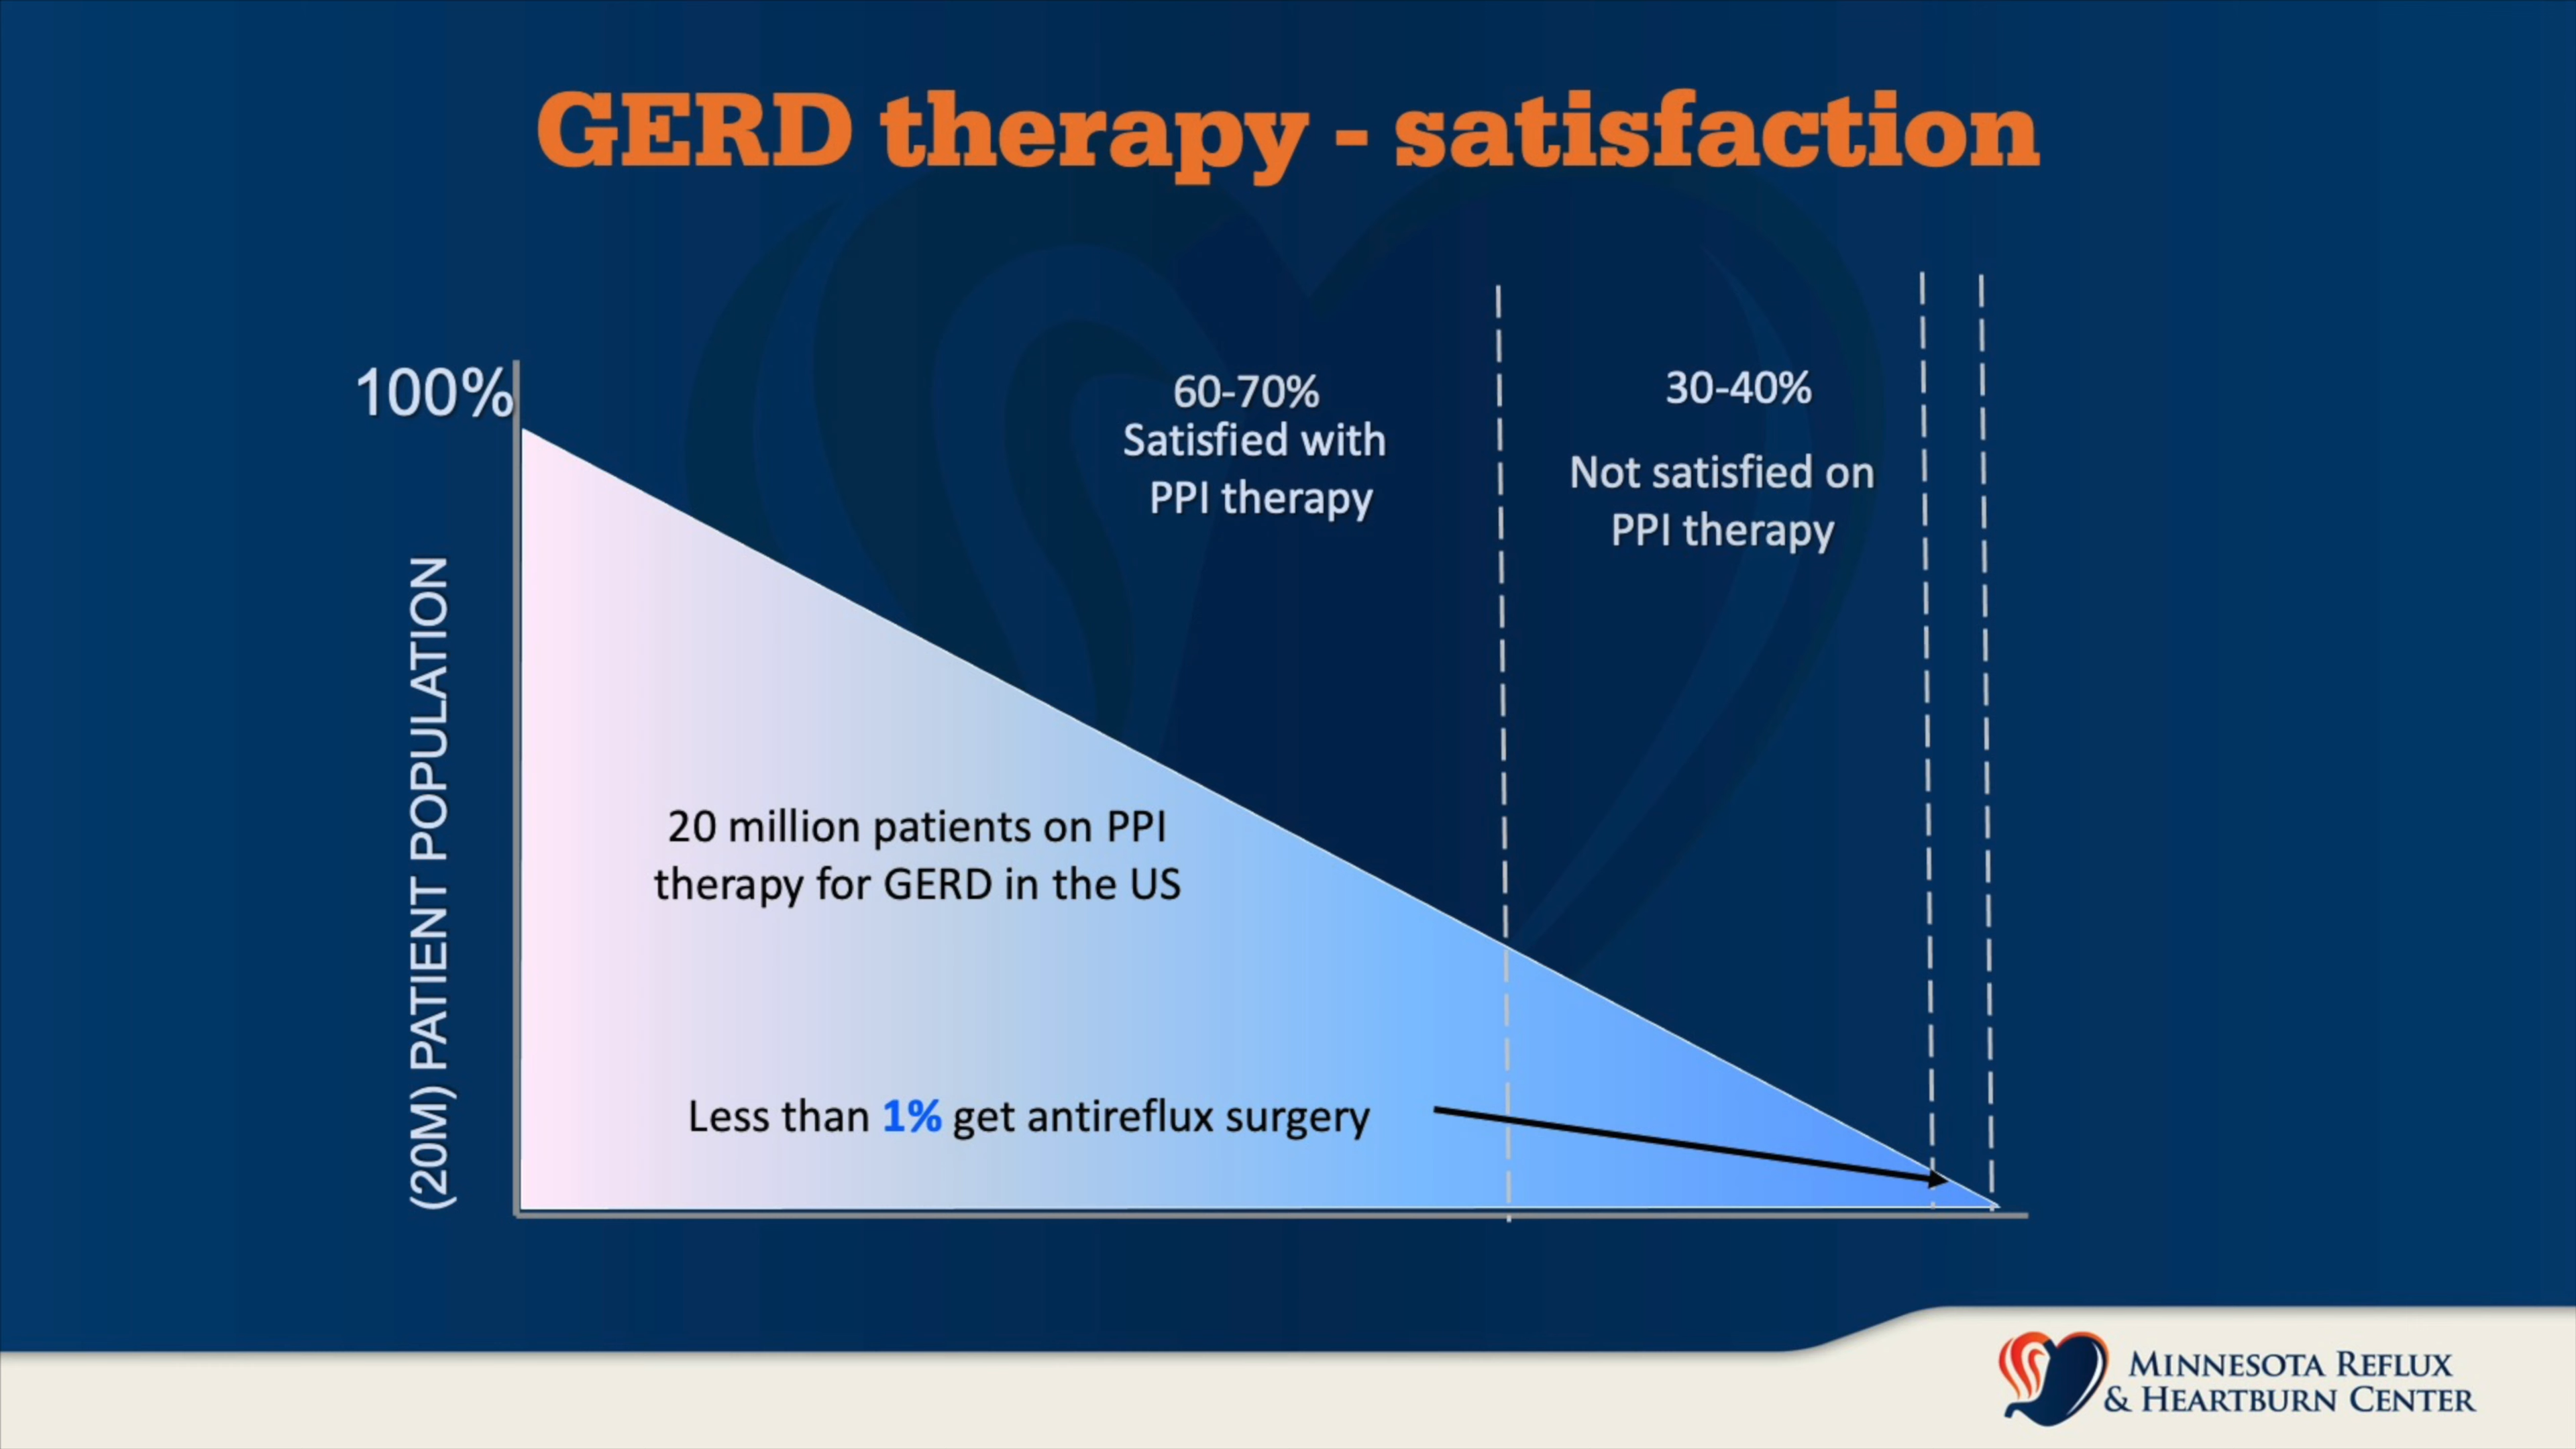 GERD therapy - satisfaction
100%
60-70%
Satisfied with
PPI therapy
30-40%
Not satisfied on
PPI therapy
(20M) PATIENT POPULATION
20 million patients on PPI
therapy for GERD in the US
Less than 1% get antireflux surgery
MINNESOTA REFLUX
& HEARTBURN CENTER